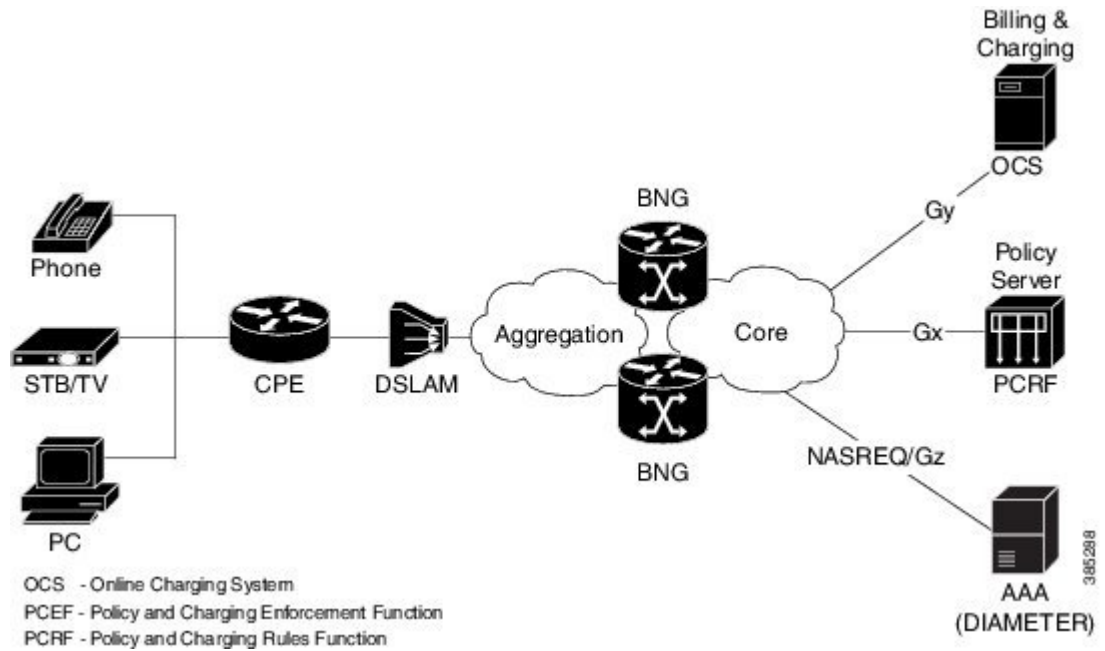 Billing &
Charging
OCS
BNG
Gy
Phone
Policy
Server
Aggregation
Core
Gx
STB/TV
CPE
DSLAM
PCRF
BNG
NASREQ/Gz
PC
OCS - Online Charging System
PCEF - Policy and Charging Enforcement Function
PCRF - Policy and Charging Rules Function
AAA
(DIAMETER)
385288